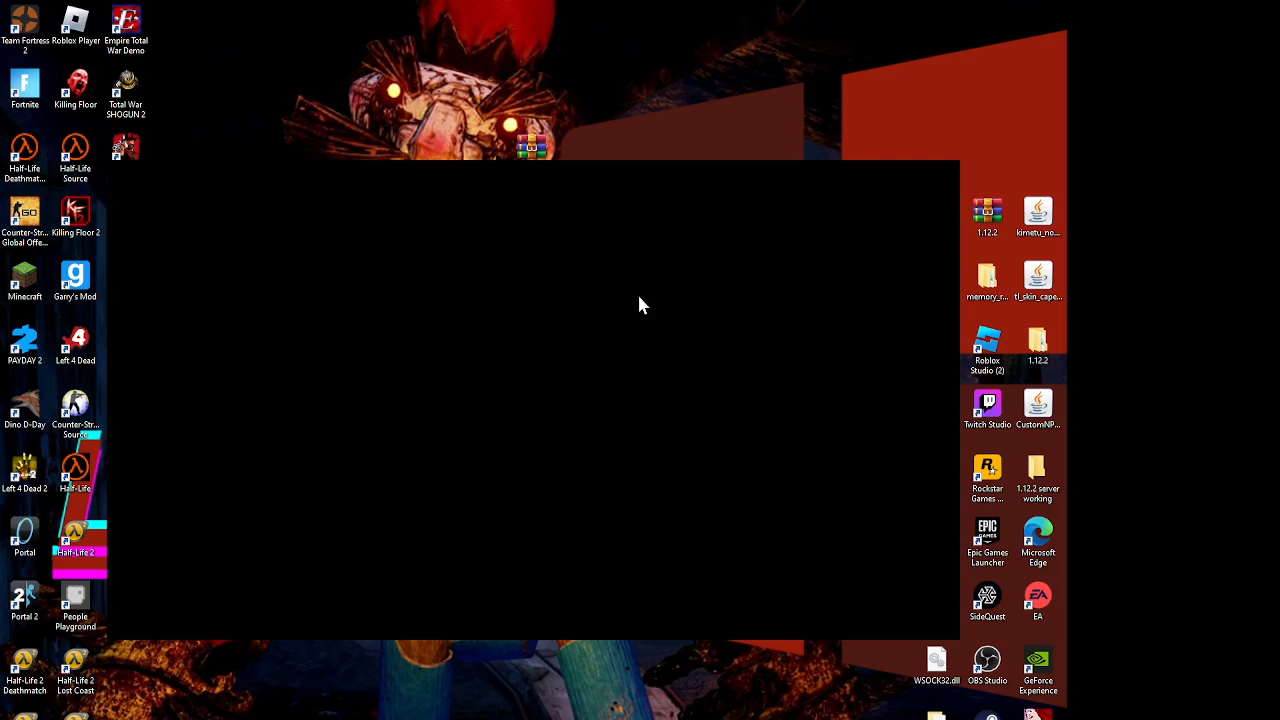 Team Fortress
2
Roblox Player
Empire Total
War Demo
Fortnite
Killing Floor
Total War
SHOGUN 2
Half-Life
Deathmat...
Half-Life
Source
Counter-Str...
Global Offe...
Killing Floor 2
1.12.2
kimetu_no...
Minecraft
Garry's Mod
memory_r...
tl_skin_cape...
PAYDAY 2
Left 4 Dead
Roblox
Studio (2)
1.12.2
Dino D-Day
Counter-Str...
Source
Twitch Studio
CustomNP...
Left 4 Dead 2
Half-Life
Rockstar
Games ...
1.12.2 server
working
Portal
Half-Life 2
Epic Games
Launcher
Microsoft
Edge
Portal 2
People
Playground
SideQuest
EA
Half-Life 2
Deathmatch
Half-Life 2
Lost Coast
WSOCK32.dll
OBS Studio
GeForce
Experience